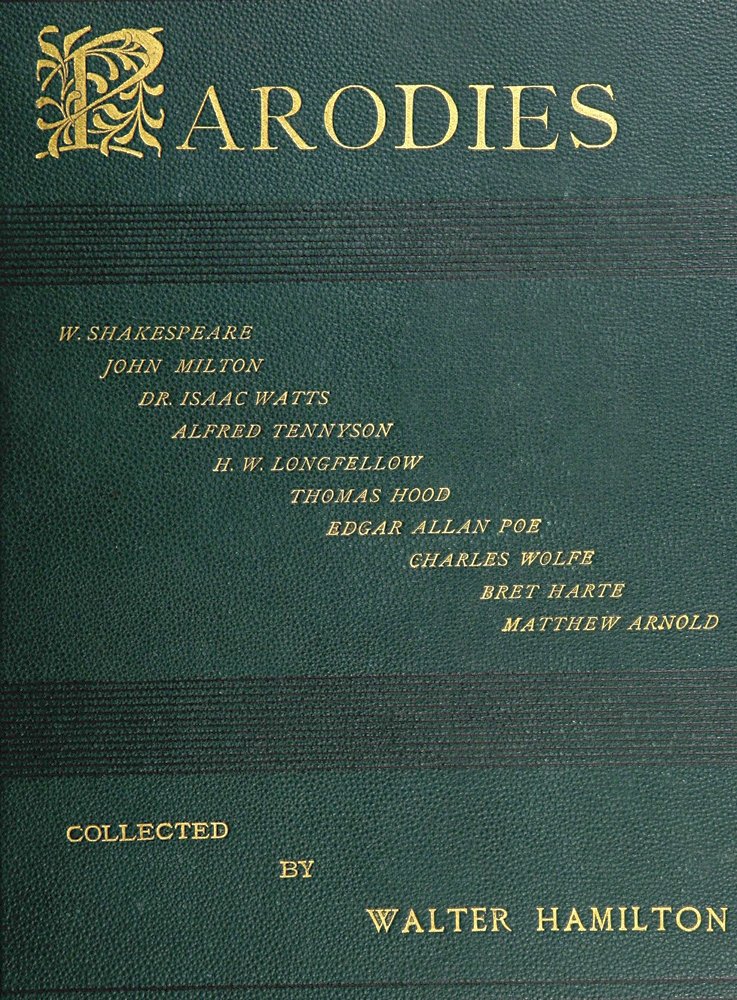 PARODIES
W. SHAKESPEARE
JOHN MILTON
DR. ISAAC WATTS
ALFRED TENNYSON
H. W. LONGFELLOW
THOMAS HOOD
EDGAR ALLAN POE
CHARLES WOLFE
BRET HARTE
MATTHEW ARNOLD
COLLECTED
BY
WALTER HAMILTON